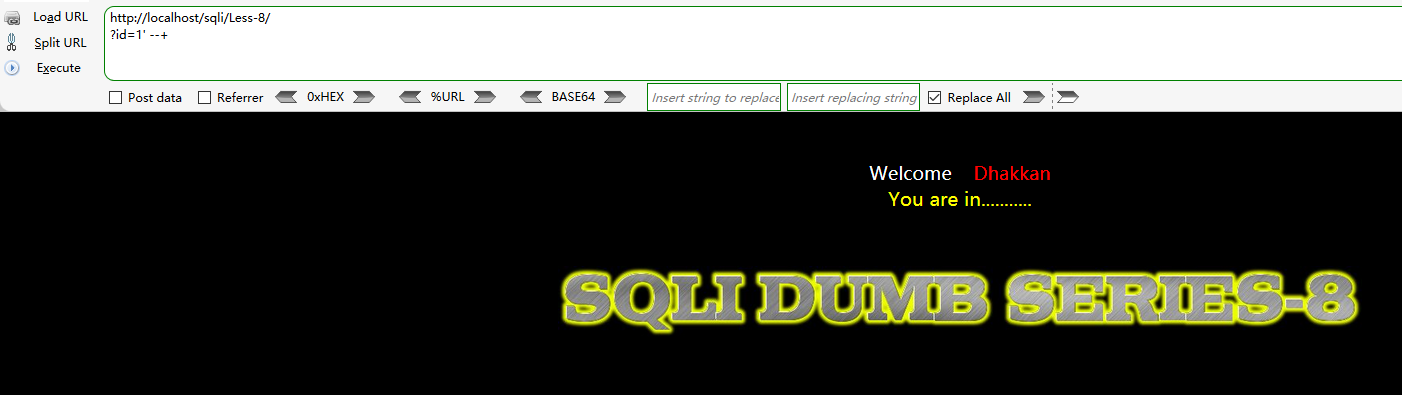 Load URL
http://localhost/sqli/Less-8/
?id=1' --+
Split URL
Execute
Post data Referrer 0xHEX %URL BASE64 Insert string to replace Insert replacing string Replace All
Welcome Dhakkan
You are in...........
SQLI DUMB SERIES-8